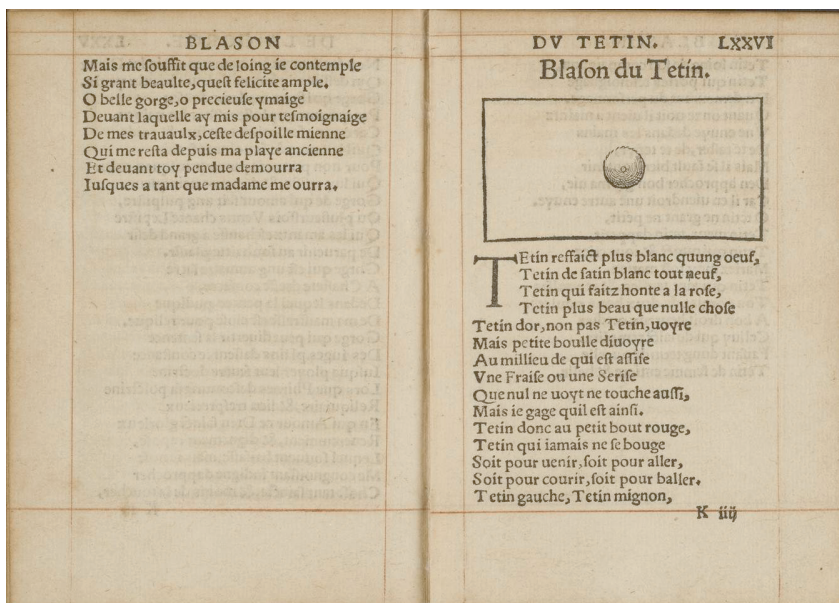 BLASON
Mais me souffit que de loing ie contemple
Si grant beaulte, quest felicite ample.
O belle gorge, o precieuse ymaige
Devant laquelle ay mis pour tesmoignaige
De mes travaulx, ceste despoille mienne
Qui me resta depuis ma playe ancienne
Et devant toy pendue demourra
Iusques a tant que madame me ourra.
DV TETIN. LXXVI
Blason du Tetin.
TEtin reffaict plus blanc quung oeuf,
Tetin de satin blanc tout neuf,
Tetin qui faitz honte a la rose,
Tetin plus beau que nulle chose
Tetin dor, non pas Tetin, uoyre
Mais petite boulle diuoyre
Au millieu de qui est assise
Vne Fraise ou une Serise
Que nul ne uoyt ne touche aussi,
Mais ie gage quil est ainsi.
Tetin donc au petit bout rouge,
Tetin qui iamais ne se bouge
Soit pour uenir, soit pour aller,
Soit pour courir, soit pour baller.
Tetin gauche, Tetin mignon,
K iiij